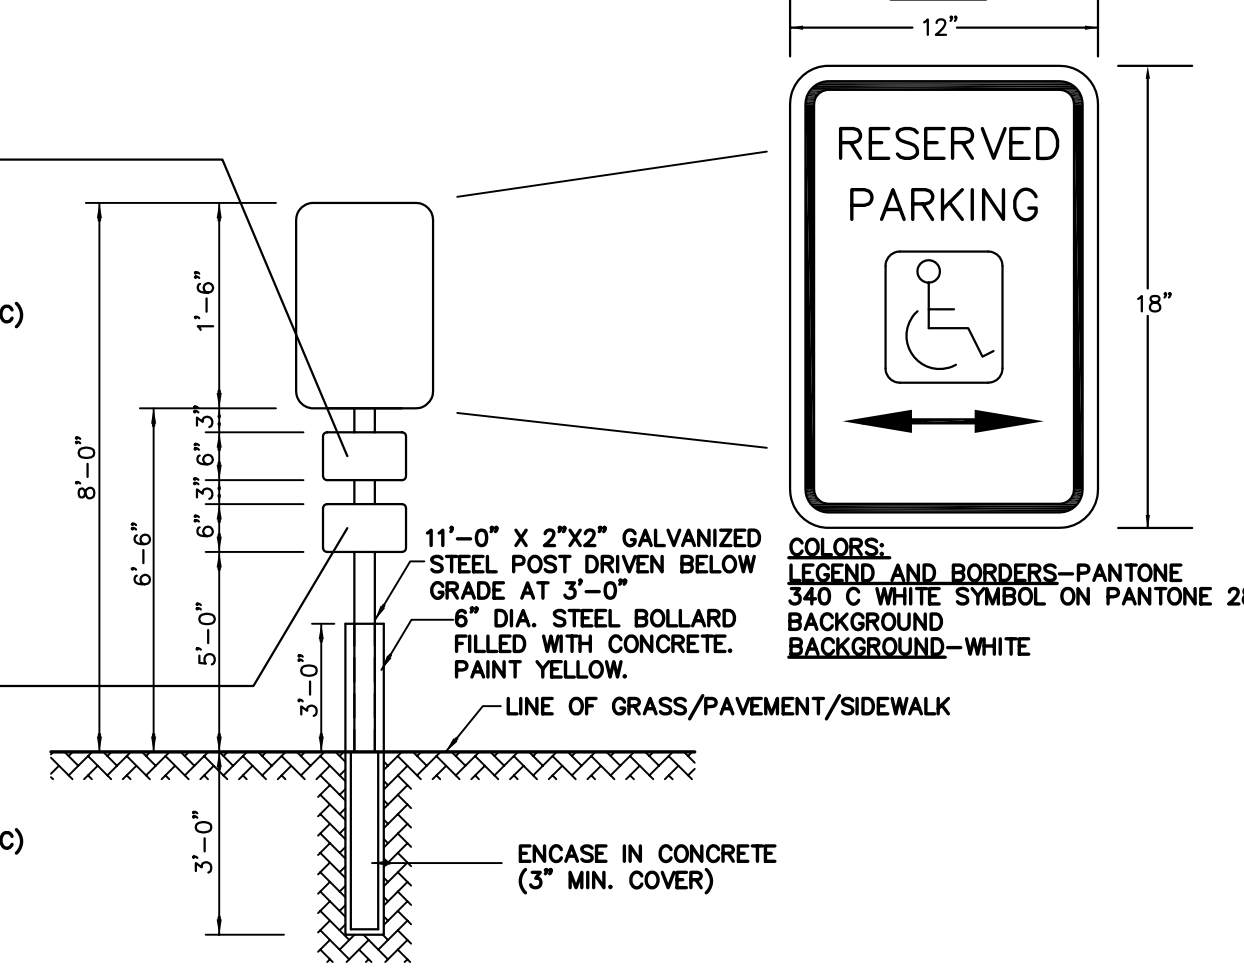 12"
RESERVED
PARKING
18"
C)
1'-6"
3"
6"
3"
6"
8'-0"
6'-6"
5'-0"
3'-0"
3'-0"
11'-0" X 2"X2" GALVANIZED
STEEL POST DRIVEN BELOW
GRADE AT 3'-0"
6" DIA. STEEL BOLLARD
FILLED WITH CONCRETE.
PAINT YELLOW.
COLORS:
LEGEND AND BORDERS-PANTONE
340 C WHITE SYMBOL ON PANTONE
BACKGROUND
BACKGROUND-WHITE
LINE OF GRASS/PAVEMENT/SIDEWALK
C)
ENCASE IN CONCRETE
(3" MIN. COVER)